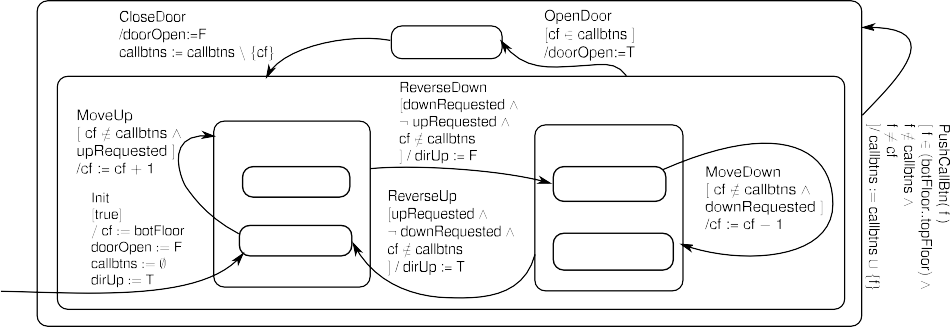 CloseDoor
/doorOpen:=F
callbtns := callbtns \ {cf}
OpenDoor
[cf ∈ callbtns ]
/doorOpen:=T
MoveUp
[ cf ∉ callbtns ∧
upRequested ]
/cf := cf + 1
Init
[true]
/ cf := botFloor
doorOpen := F
callbtns := ∅
dirUp := T
ReverseDown
[downRequested ∧
¬ upRequested ∧
cf ∉ callbtns
] / dirUp := F
ReverseUp
[upRequested ∧
¬ downRequested ∧
cf ∉ callbtns
] / dirUp := T
MoveDown
[ cf ∉ callbtns ∧
downRequested ]
/cf := cf − 1
PushCallBtn( f )
[ f ∈ (botFloor..topFloor) ∧
f ∉ callbtns ∧
f ≠ cf
]/ callbtns := callbtns ∪ {f}